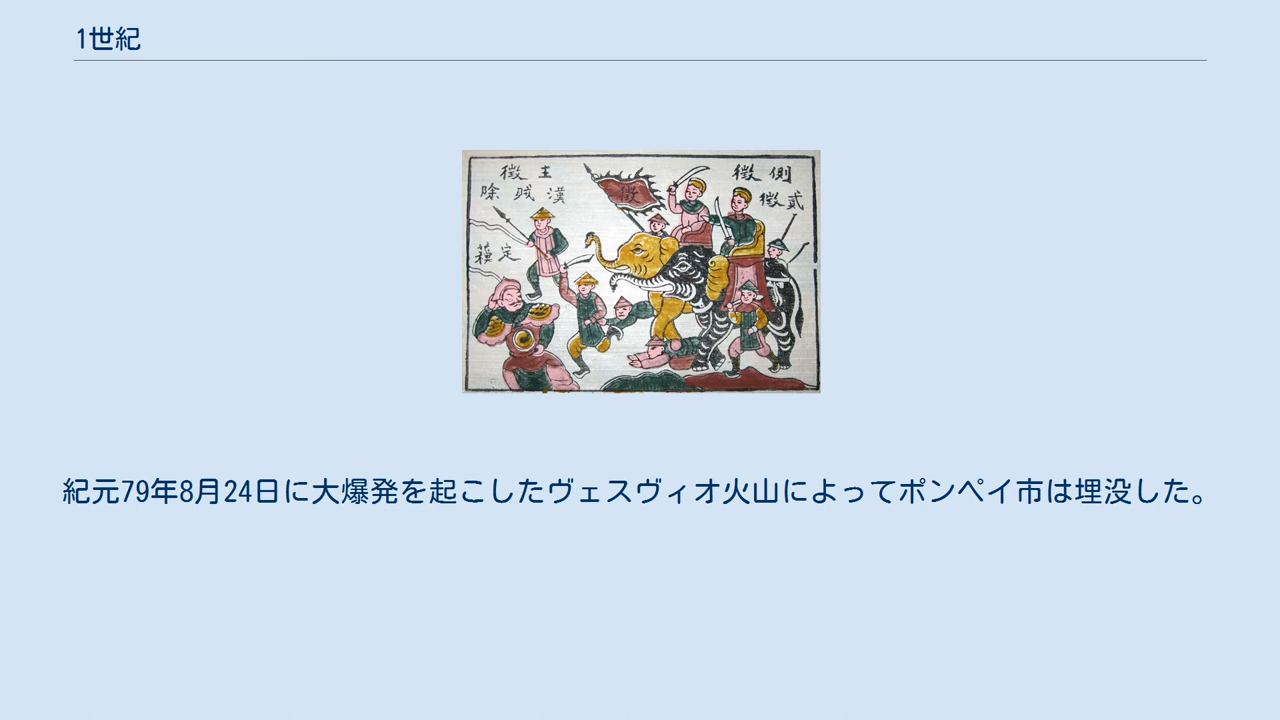 1世紀
徵 主
除 賊 漢
徵 側
徵 貳
徵
定
紀元79年8月24日に大爆発を起こしたヴェスヴィオ火山によってポンペイ市は埋没した。